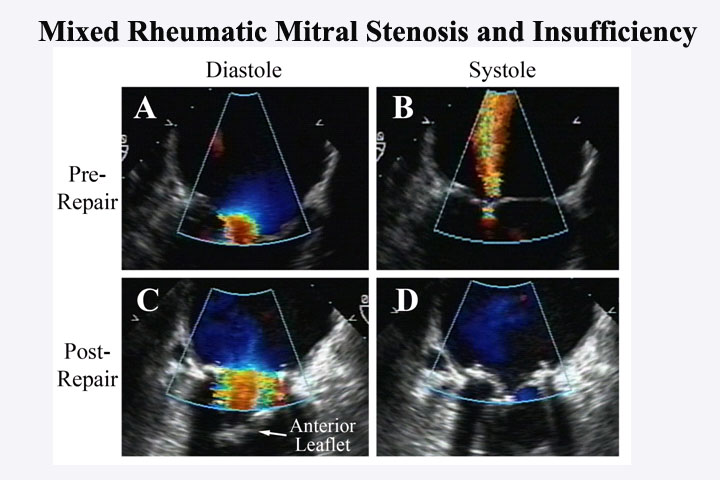 Mixed Rheumatic Mitral Stenosis and Insufficiency
Diastole
Systole
Pre-
Repair
A
B
Post-
Repair
C
D
Anterior
Leaflet